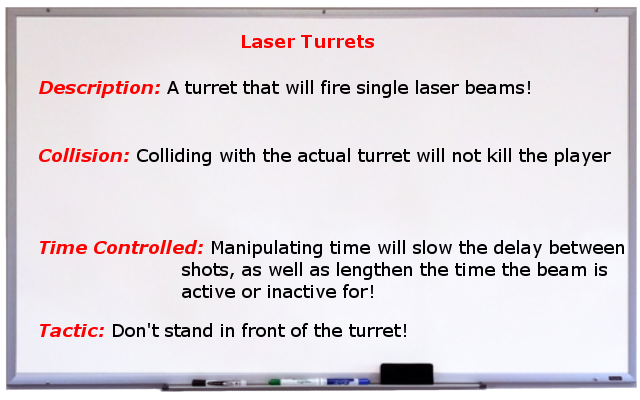 Laser Turrets
Description: A turret that will fire single laser beams!
Collision: Colliding with the actual turret will not kill the player
Time Controlled: Manipulating time will slow the delay between
shots, as well as lengthen the time the beam is
active or inactive for!
Tactic: Don't stand in front of the turret!